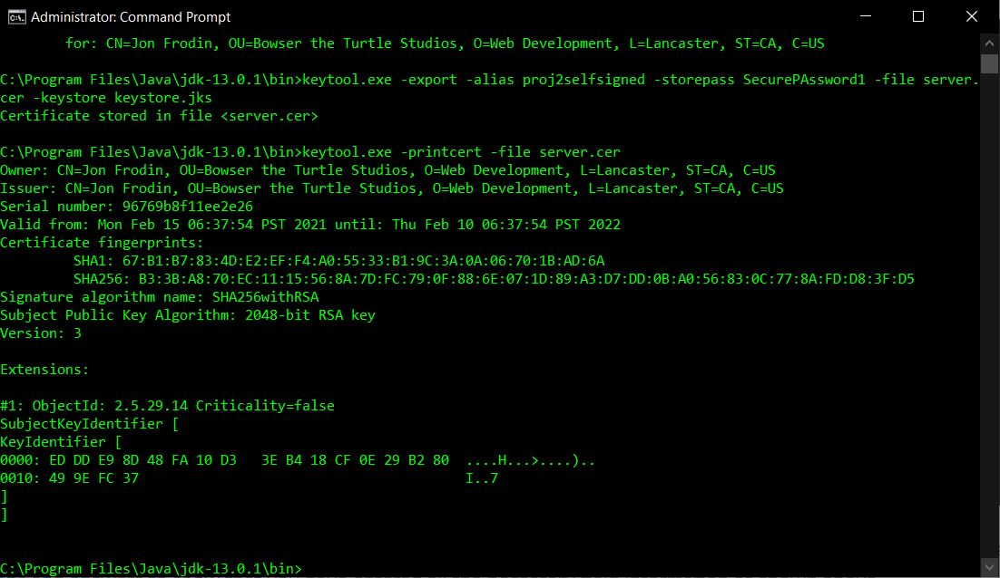 Administrator: Command Prompt
for: CN=Jon Frodin, OU=Bowser the Turtle Studios, O=Web Development, L=Lancaster, ST=CA, C=US
C:\Program Files\Java\jdk-13.0.1\bin>keytool.exe -export -alias proj2selfsigned -storepass SecurePAssword1 -file server.
cer -keystore keystore.jks
Certificate stored in file <server.cer>
C:\Program Files\Java\jdk-13.0.1\bin>keytool.exe -printcert -file server.cer
Owner: CN=Jon Frodin, OU=Bowser the Turtle Studios, O=Web Development, L=Lancaster, ST=CA, C=US
Issuer: CN=Jon Frodin, OU=Bowser the Turtle Studios, O=Web Development, L=Lancaster, ST=CA, C=US
Serial number: 96769b8f11ee2e26
Valid from: Mon Feb 15 06:37:54 PST 2021 until: Thu Feb 10 06:37:54 PST 2022
Certificate fingerprints:
SHA1: 67:B1:B7:83:4D:E2:EF:F4:A0:55:33:B1:9C:3A:0A:06:70:1B:AD:6A
SHA256: B3:3B:A8:70:EC:11:15:56:8A:7D:FC:79:0F:88:6E:07:1D:89:A3:D7:DD:0B:A0:56:83:0C:77:8A:FD:D8:3F:D5
Signature algorithm name: SHA256withRSA
Subject Public Key Algorithm: 2048-bit RSA key
Version: 3
Extensions:
#1: ObjectId: 2.5.29.14 Criticality=false
SubjectKeyIdentifier [
KeyIdentifier [
0000: ED DD E9 8D 48 FA 10 D3   3E B4 18 CF 0E 29 B2 80  ....H...>....)..
0010: 49 9E FC 37                                        I..7
]
]
C:\Program Files\Java\jdk-13.0.1\bin>